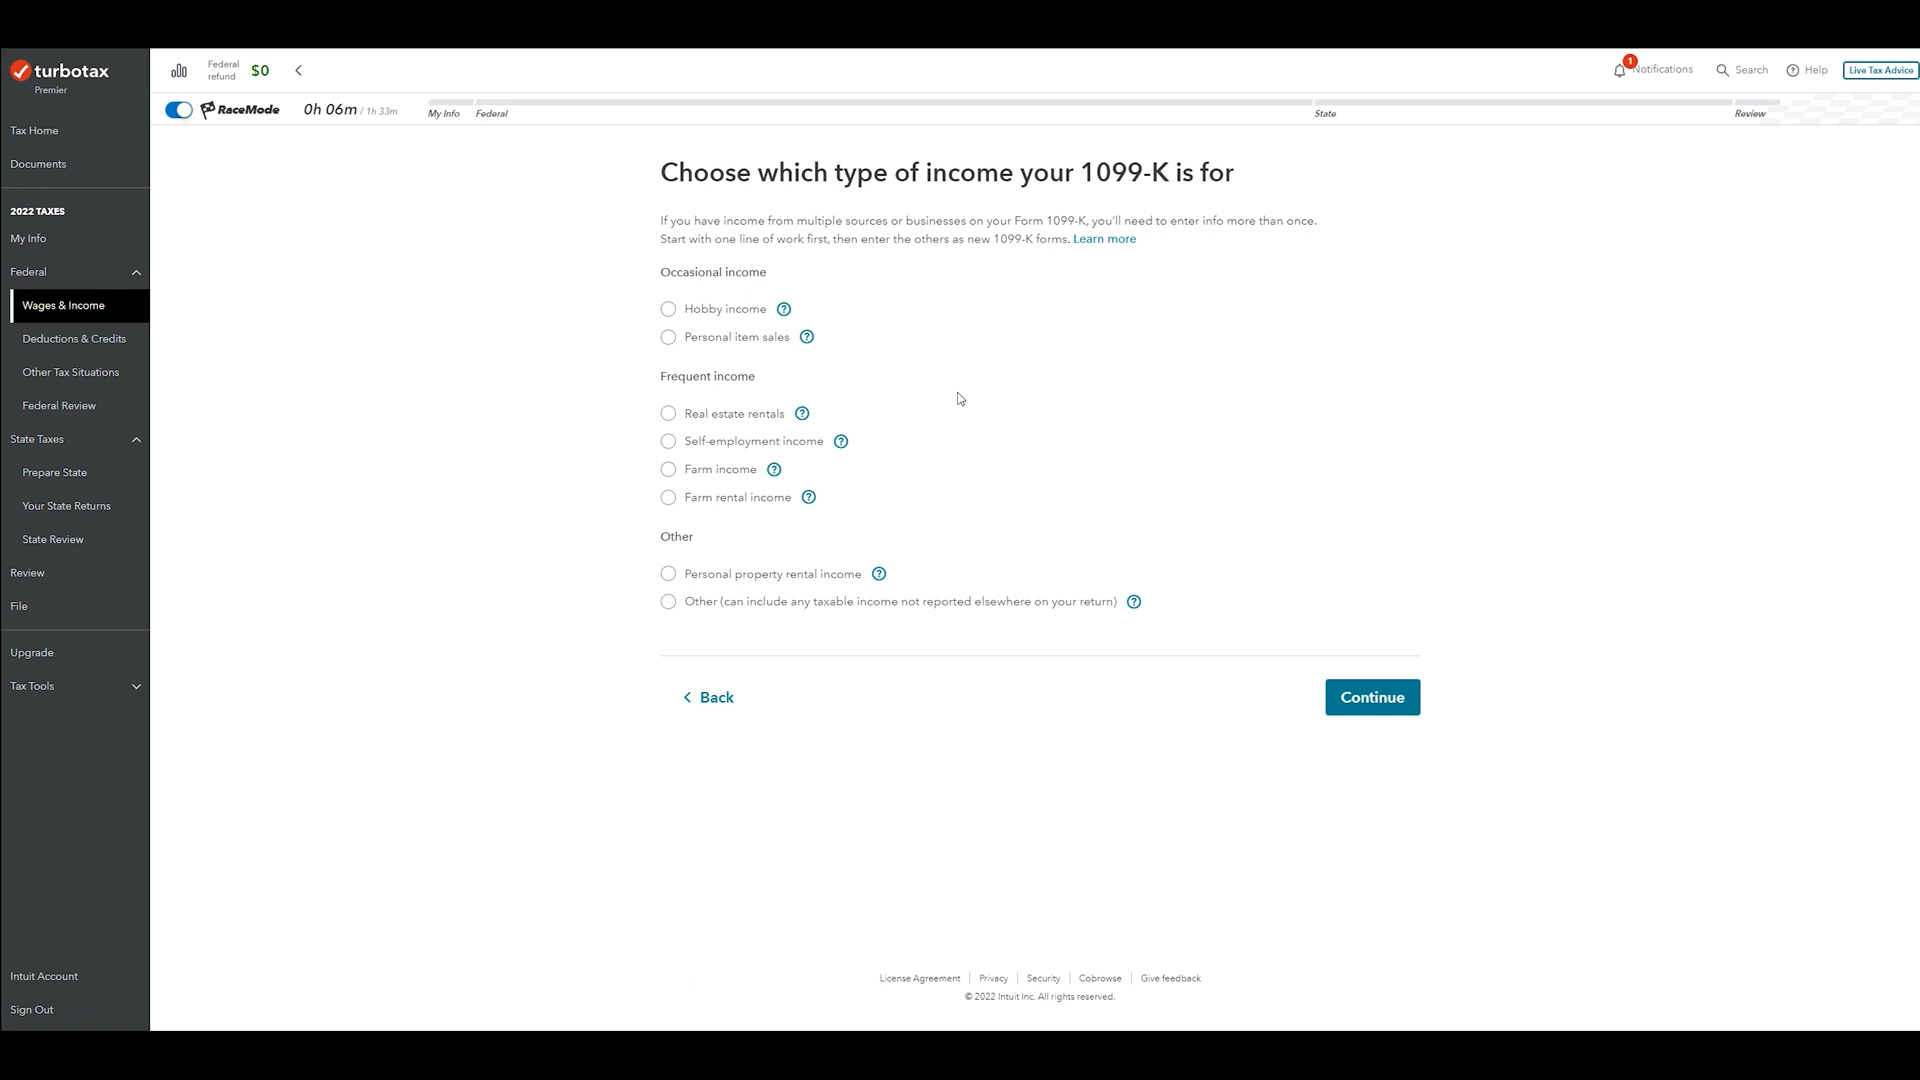 turbotax
Premier
Tax Home
Documents
2022 TAXES
My Info
Federal
Wages & Income
Deductions & Credits
Other Tax Situations
Federal Review
State Taxes
Prepare State
Your State Returns
State Review
Review
File
Upgrade
Tax Tools
Intuit Account
Sign Out
Federal
refund
$0
1
Notifications
Search
Help
Live Tax Advice
RaceMode
0h 06m / 1h 33m
My Info
Federal
State
Review
Choose which type of income your 1099-K is for
If you have income from multiple sources or businesses on your Form 1099-K, you'll need to enter info more than once.
Start with one line of work first, then enter the others as new 1099-K forms. Learn more
Occasional income
Hobby income ?
Personal item sales ?
Frequent income
Real estate rentals ?
Self-employment income ?
Farm income ?
Farm rental income ?
Other
Personal property rental income ?
Other (can include any taxable income not reported elsewhere on your return) ?
Back
Continue
License Agreement
Privacy
Security
Cobrowse
Give feedback
© 2022 Intuit Inc. All rights reserved.